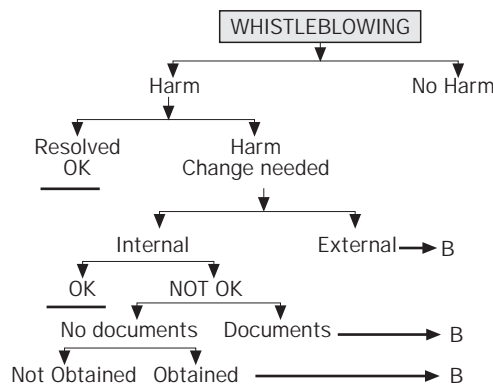 WHISTLEBLOWING
Harm No Harm
Resolved Harm
OK Change needed
Internal External B
OK NOT OK
No documents Documents B
Not Obtained Obtained B